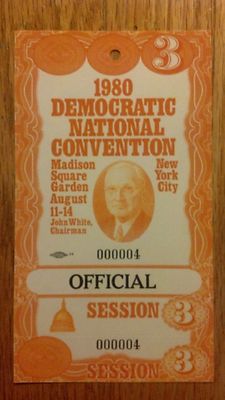 3
1980
DEMOCRATIC
NATIONAL
CONVENTION
Madison
Square
Garden
August
11-14
John White,
Chairman
New
York
City
000004
OFFICIAL
SESSION 3
000004
3
SESSION